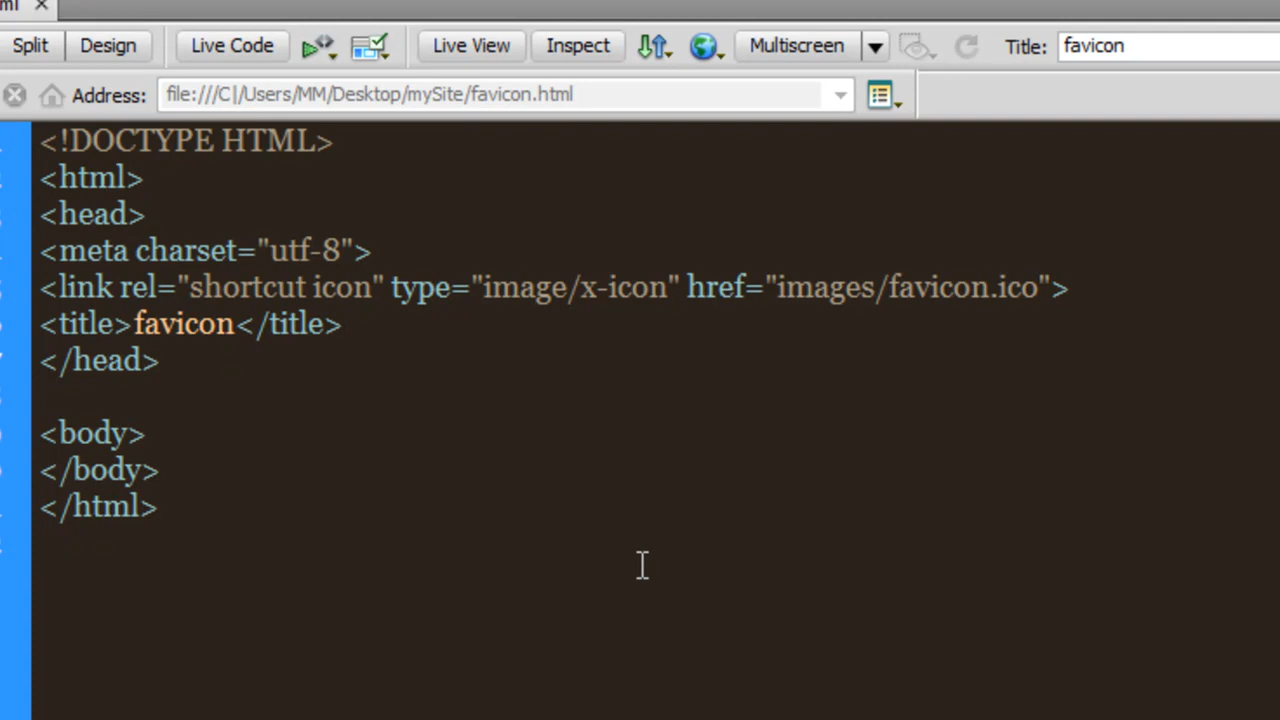 ml
Split Design Live Code Live View Inspect Multiscreen Title: favicon
Address: file:///C|/Users/MM/Desktop/mySite/favicon.html
<!DOCTYPE HTML>
<html>
<head>
<meta charset="utf-8">
<link rel="shortcut icon" type="image/x-icon" href="images/favicon.ico">
<title>favicon</title>
</head>
<body>
</body>
</html>